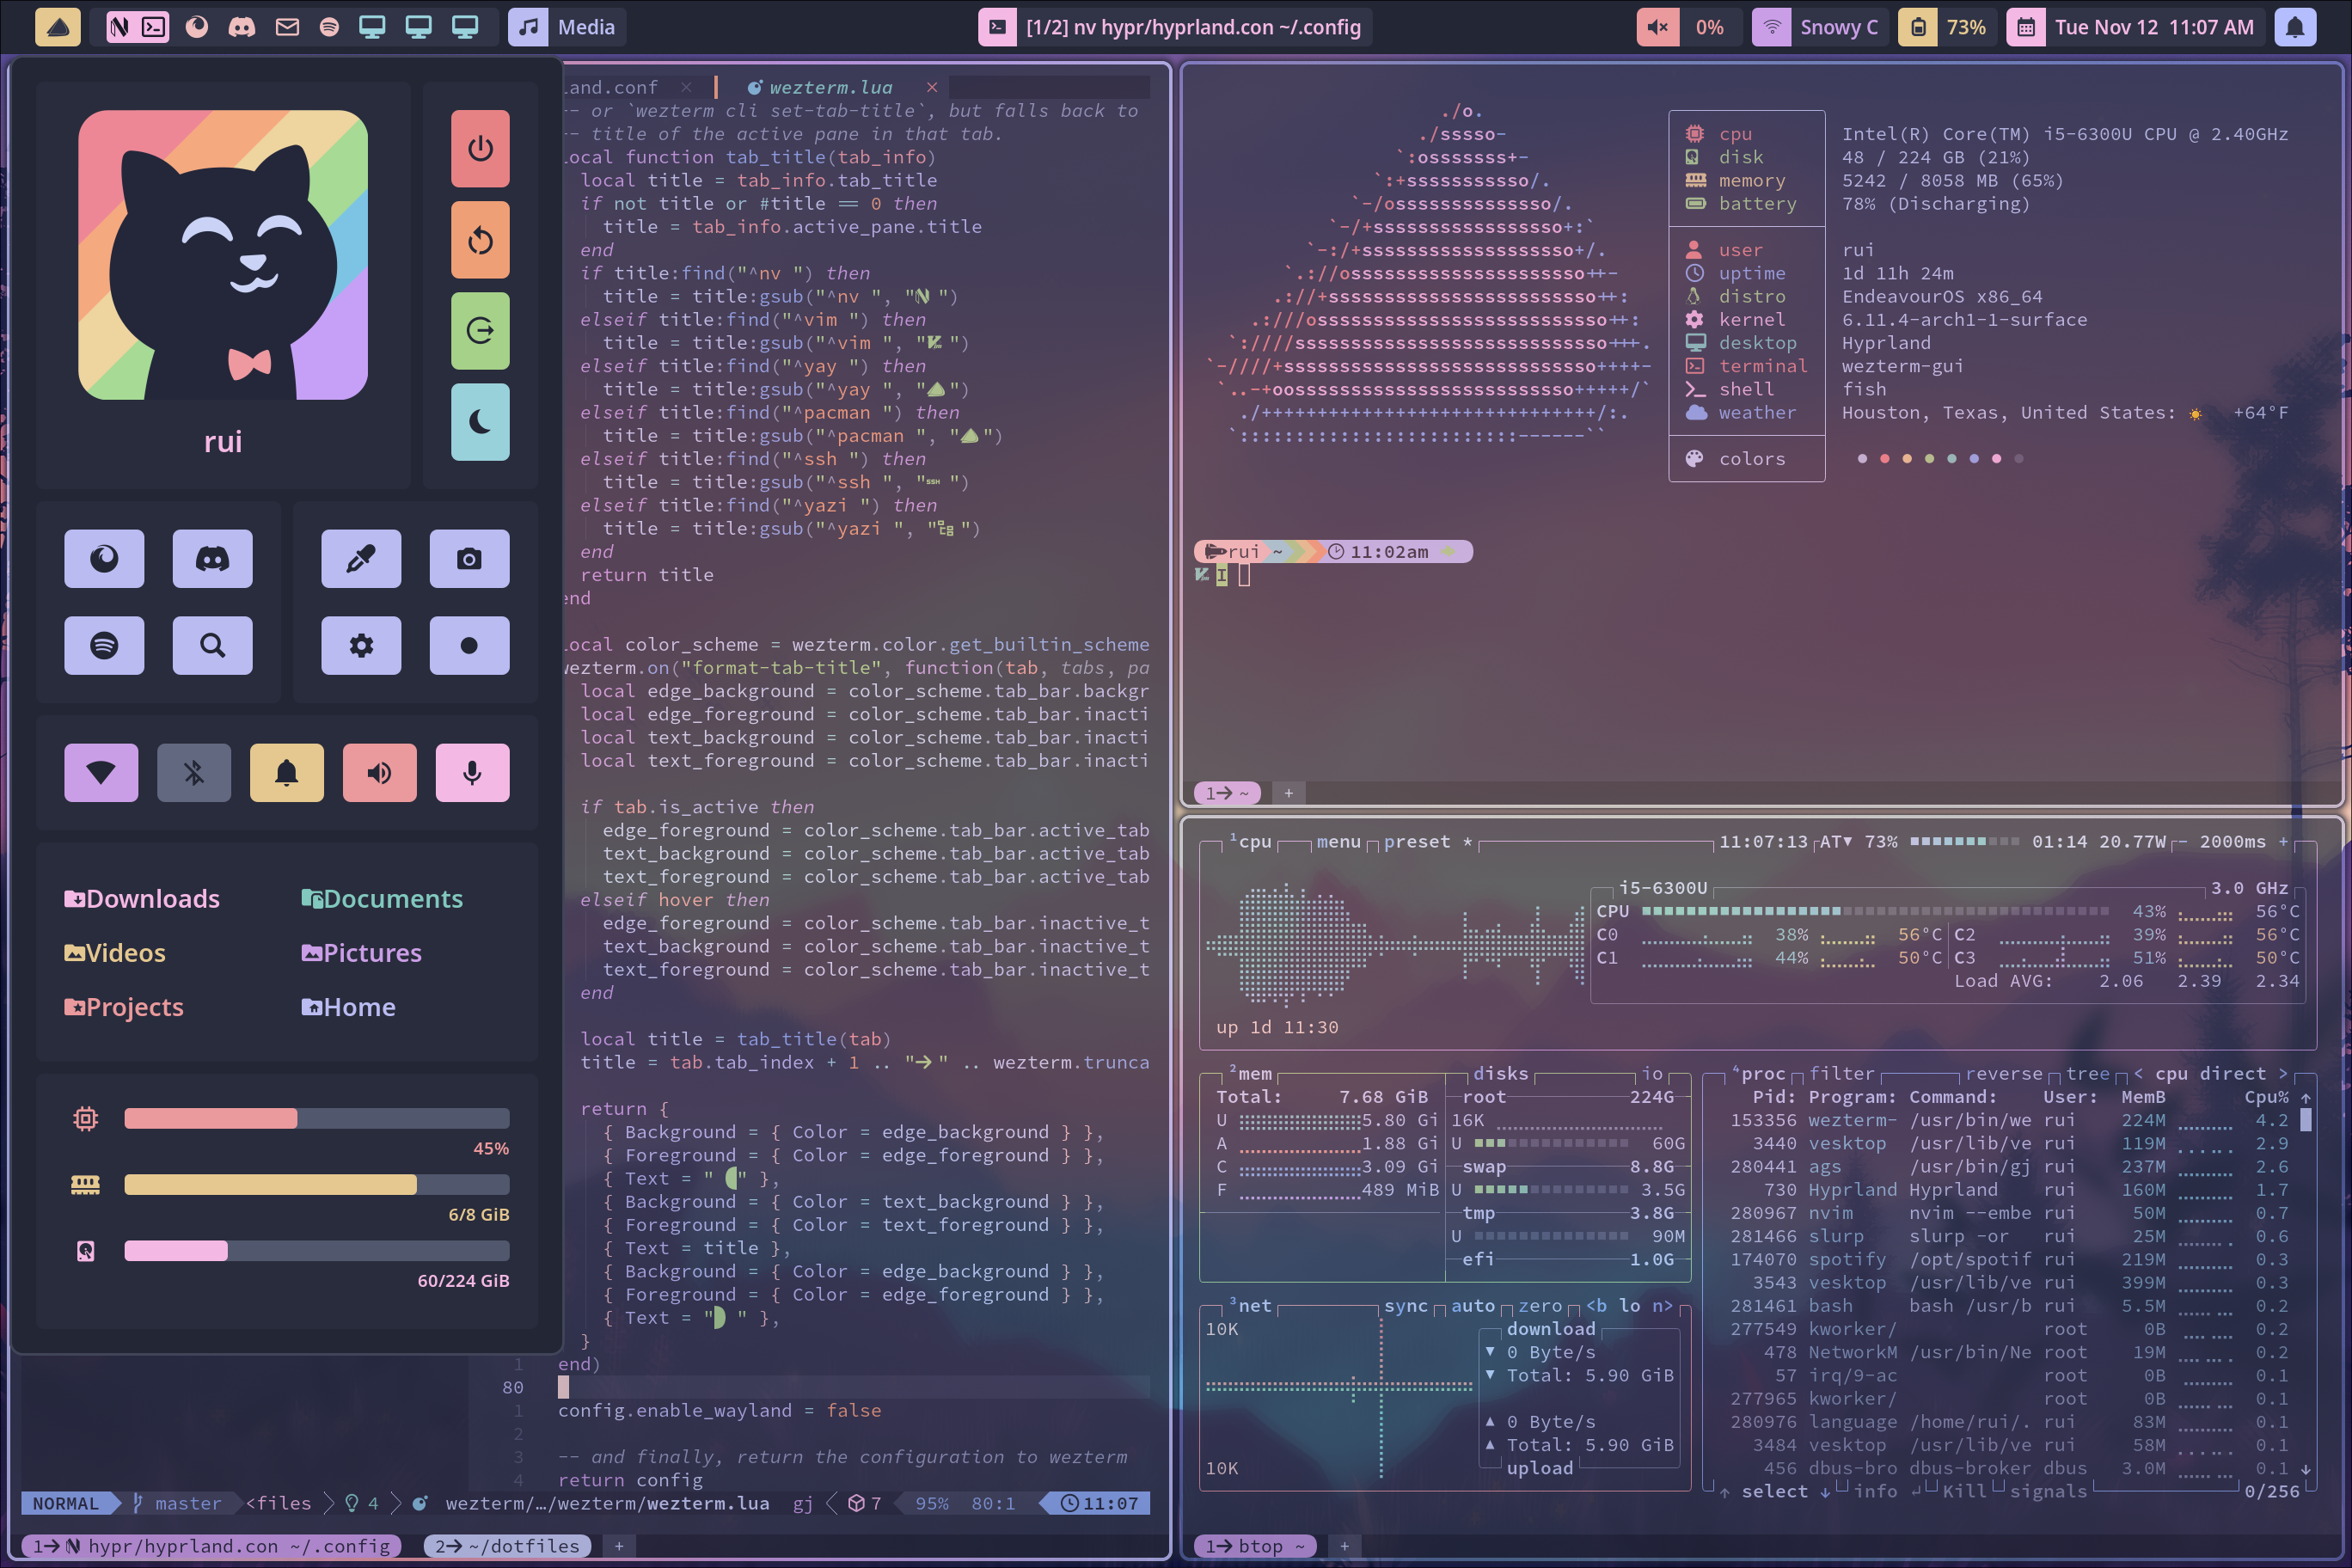 Media
[1/2] nv hypr/hyprland.con ~/.config
0%
Snowy C
73%
Tue Nov 12 11:07 AM
rui
Downloads
Documents
Videos
Pictures
Projects
Home
45%
6/8 GiB
60/224 GiB
land.conf × wezterm.lua ×
-- or `wezterm cli set-tab-title`, but falls back to
-- title of the active pane in that tab.
local function tab_title(tab_info)
local title = tab_info.tab_title
if not title or #title == 0 then
title = tab_info.active_pane.title
end
if title:find("^nv ") then
title = title:gsub("^nv ", " ")
elseif title:find("^vim ") then
title = title:gsub("^vim ", " ")
elseif title:find("^yay ") then
title = title:gsub("^yay ", " ")
elseif title:find("^pacman ") then
title = title:gsub("^pacman ", " ")
elseif title:find("^ssh ") then
title = title:gsub("^ssh ", "SSH ")
elseif title:find("^yazi ") then
title = title:gsub("^yazi ", " ")
end
return title
end
local color_scheme = wezterm.color.get_builtin_scheme
wezterm.on("format-tab-title", function(tab, tabs, pa
local edge_background = color_scheme.tab_bar.backgr
local edge_foreground = color_scheme.tab_bar.inacti
local text_background = color_scheme.tab_bar.inacti
local text_foreground = color_scheme.tab_bar.inacti
if tab.is_active then
edge_foreground = color_scheme.tab_bar.active_tab
text_background = color_scheme.tab_bar.active_tab
text_foreground = color_scheme.tab_bar.active_tab
elseif hover then
edge_foreground = color_scheme.tab_bar.inactive_t
text_background = color_scheme.tab_bar.inactive_t
text_foreground = color_scheme.tab_bar.inactive_t
end
local title = tab_title(tab)
title = tab.tab_index + 1 .. "→ " .. wezterm.trunca
return {
{ Background = { Color = edge_background } },
{ Foreground = { Color = edge_foreground } },
{ Text = " " },
{ Background = { Color = text_background } },
{ Foreground = { Color = text_foreground } },
{ Text = title },
{ Background = { Color = edge_background } },
{ Foreground = { Color = edge_foreground } },
{ Text = " " },
}
1 end)
80
1 config.enable_wayland = false
2
3 -- and finally, return the configuration to wezterm
4 return config
NORMAL master <files 4 wezterm/…/wezterm/wezterm.lua gj 7 95% 80:1 11:07
1→ hypr/hyprland.con ~/.config 2→ ~/dotfiles +
./o.
./sssso-
`:osssssss+-
`:+sssssssssso/.
`-/ossssssssssssso/.
`-/+sssssssssssssssso+:`
`-:/+sssssssssssssssssso+/.
`.://osssssssssssssssssssso++-
.://+ssssssssssssssssssssssso++:
.:///ossssssssssssssssssssssssso++:
`:////ssssssssssssssssssssssssssso+++.
`-////+ssssssssssssssssssssssssssso++++-
`..-+oosssssssssssssssssssssssso+++++/`
./++++++++++++++++++++++++++++++/:.
`:::::::::::::::::::::::::------``
cpu Intel(R) Core(TM) i5-6300U CPU @ 2.40GHz
disk 48 / 224 GB (21%)
memory 5242 / 8058 MB (65%)
battery 78% (Discharging)
user rui
uptime 1d 11h 24m
distro EndeavourOS x86_64
kernel 6.11.4-arch1-1-surface
desktop Hyprland
terminal wezterm-gui
shell fish
weather Houston, Texas, United States: +64°F
colors
rui ~ 11:02am
I
1→ ~ +
¹cpu menu preset * 11:07:13 AT▼ 73% 01:14 20.77W - 2000ms +
i5-6300U 3.0 GHz
CPU 43% 56°C
C0 38% 56°C C2 39% 56°C
C1 44% 50°C C3 51% 50°C
Load AVG: 2.06 2.39 2.34
up 1d 11:30
²mem disks io
Total: 7.68 GiB root 224G
U 5.80 Gi 16K
A 1.88 Gi U 60G
C 3.09 Gi swap 8.8G
F 489 MiB U 3.5G
tmp 3.8G
U 90M
efi 1.0G
³net sync auto zero <b lo n>
10K download
▼ 0 Byte/s
▼ Total: 5.90 GiB
▲ 0 Byte/s
▲ Total: 5.90 GiB
10K upload
⁴proc filter reverse tree < cpu direct >
Pid: Program: Command: User: MemB Cpu% ↑
153356 wezterm- /usr/bin/we rui 224M 4.2
3440 vesktop /usr/lib/ve rui 119M 2.9
280441 ags /usr/bin/gj rui 237M 2.6
730 Hyprland Hyprland rui 160M 1.7
280967 nvim nvim --embe rui 50M 0.7
281466 slurp slurp -or rui 25M 0.6
174070 spotify /opt/spotif rui 219M 0.3
3543 vesktop /usr/lib/ve rui 399M 0.3
281461 bash bash /usr/b rui 5.5M 0.2
277549 kworker/ root 0B 0.2
478 NetworkM /usr/bin/Ne root 19M 0.2
57 irq/9-ac root 0B 0.1
277965 kworker/ root 0B 0.1
280976 language /home/rui/. rui 83M 0.1
3484 vesktop /usr/lib/ve rui 58M 0.1
456 dbus-bro dbus-broker dbus 3.0M 0.1 ↓
↑ select ↓ info ↵ Kill signals 0/256
1→ btop ~ +